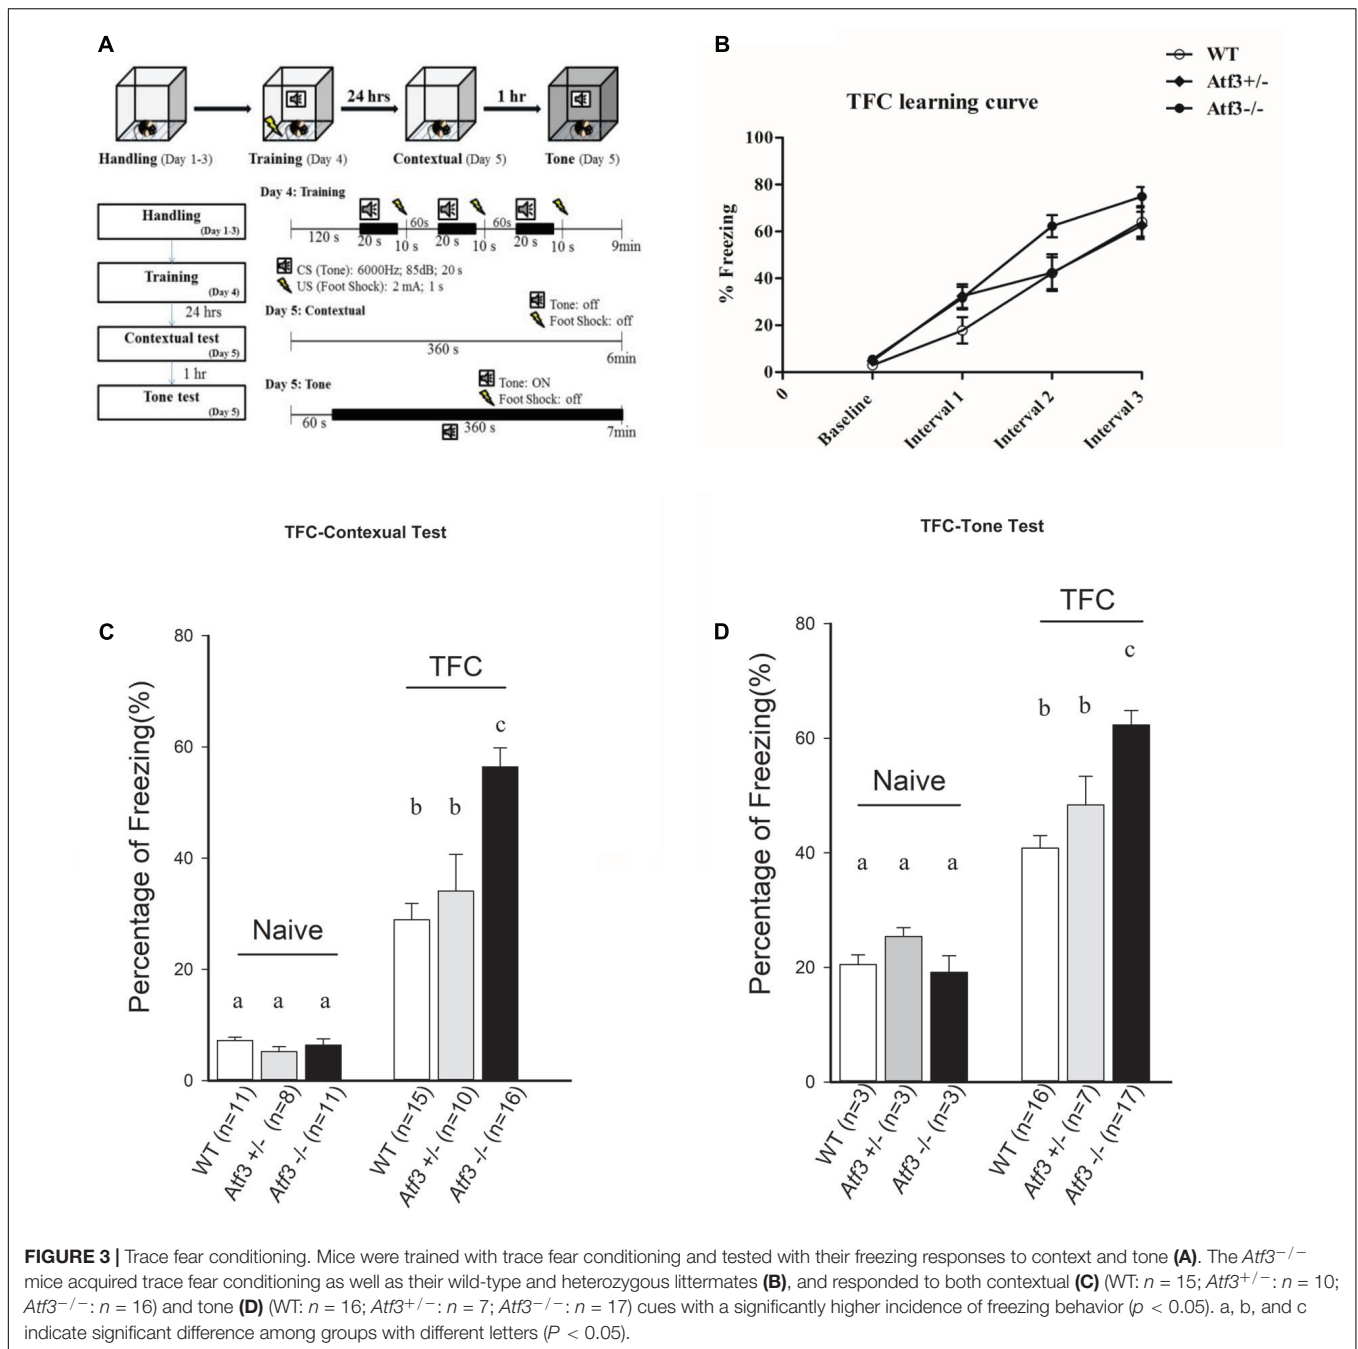 A
24 hrs
1 hr
Handling (Day 1-3)
Training (Day 4)
Contextual (Day 5)
Tone (Day 5)
Handling
(Day 1-3)
Training
(Day 4)
24 hrs
Contextual test
(Day 5)
1 hr
Tone test
(Day 5)
Day 4: Training
60s
60s
120 s
20 s
10 s
20 s
10 s
20 s
10 s
9min
CS (Tone): 6000Hz; 85dB; 20 s
US (Foot Shock): 2 mA; 1 s
Tone: off
Foot Shock: off
Day 5: Contextual
360 s
6min
Day 5: Tone
Tone: ON
Foot Shock: off
60 s
360 s
7min
B
WT
Atf3+/-
Atf3-/-
TFC learning curve
% Freezing
100
80
60
40
20
0
0
Baseline
Interval 1
Interval 2
Interval 3
TFC-Contexual Test
C
Percentage of Freezing(%)
80
60
40
20
0
Naive
a
a
a
TFC
b
b
c
WT (n=11)
Atf3 +/- (n=8)
Atf3 -/- (n=11)
WT (n=15)
Atf3 +/- (n=10)
Atf3 -/- (n=16)
TFC-Tone Test
D
Percentage of Freezing(%)
80
60
40
20
0
Naive
a
a
a
TFC
b
b
c
WT (n=3)
Atf3 +/- (n=3)
Atf3 -/- (n=3)
WT (n=16)
Atf3 +/- (n=7)
Atf3 -/- (n=17)
FIGURE 3 | Trace fear conditioning. Mice were trained with trace fear conditioning and tested with their freezing responses to context and tone (A). The Atf3−/−
mice acquired trace fear conditioning as well as their wild-type and heterozygous littermates (B), and responded to both contextual (C) (WT: n = 15; Atf3+/−: n = 10;
Atf3−/−: n = 16) and tone (D) (WT: n = 16; Atf3+/−: n = 7; Atf3−/−: n = 17) cues with a significantly higher incidence of freezing behavior (p < 0.05). a, b, and c
indicate significant difference among groups with different letters (P < 0.05).